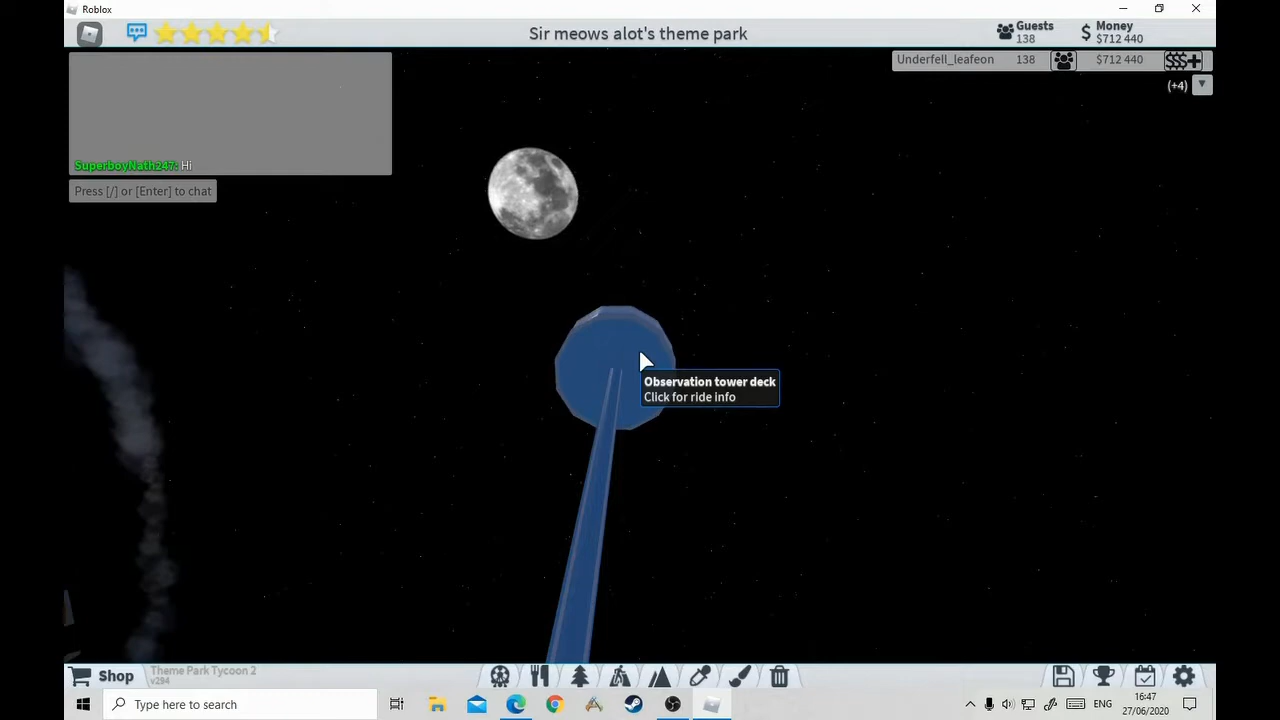 Roblox
Sir meows alot's theme park
Guests
138
$ Money
$712 440
Underfell_leafeon 138 $712 440 $$$+
(+4)
SuperboyNath247: Hi
Press [/] or [Enter] to chat
Observation tower deck
Click for ride info
Shop
Theme Park Tycoon 2
v294
Type here to search
ENG
16:47
27/06/2020